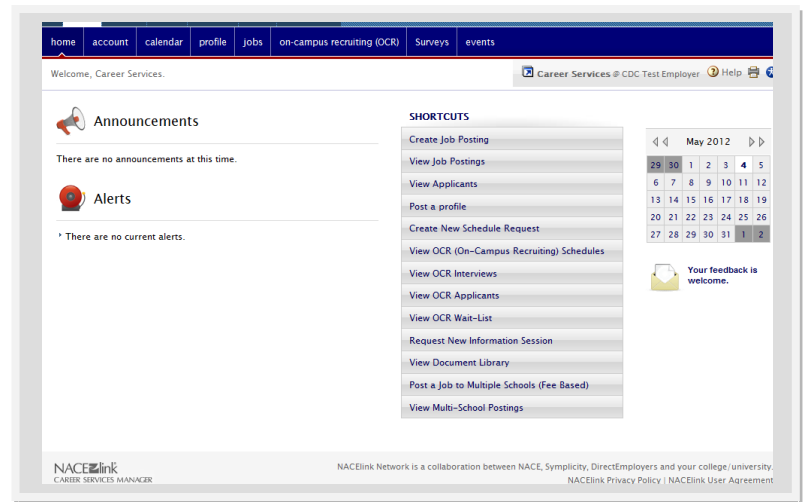 home account calendar profile jobs on-campus recruiting (OCR) Surveys events
Welcome, Career Services.
Career Services @ CDC Test Employer Help
Announcements
There are no announcements at this time.
Alerts
There are no current alerts.
SHORTCUTS
Create Job Posting
View Job Postings
View Applicants
Post a profile
Create New Schedule Request
View OCR (On-Campus Recruiting) Schedules
View OCR Interviews
View OCR Applicants
View OCR Wait-List
Request New Information Session
View Document Library
Post a Job to Multiple Schools (Fee Based)
View Multi-School Postings
May 2012
29 30 1 2 3 4 5
6 7 8 9 10 11 12
13 14 15 16 17 18 19
20 21 22 23 24 25 26
27 28 29 30 31 1 2
Your feedback is
welcome.
NACElink
CAREER SERVICES MANAGER
NACElink Network is a collaboration between NACE, Symplicity, DirectEmployers and your college/university.
NACElink Privacy Policy | NACElink User Agreement